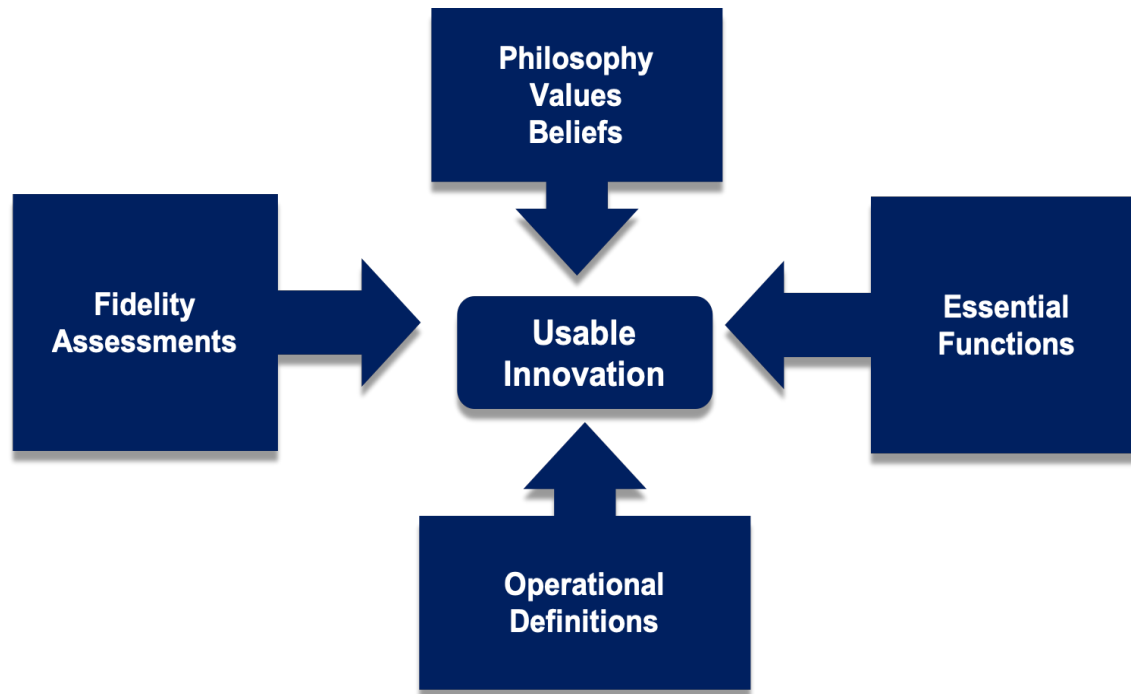 Philosophy
Values
Beliefs
Fidelity
Assessments
Usable
Innovation
Essential
Functions
Operational
Definitions